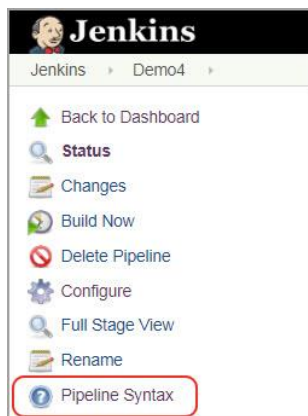 Jenkins
Jenkins Demo4
Back to Dashboard
Status
Changes
Build Now
Delete Pipeline
Configure
Full Stage View
Rename
Pipeline Syntax